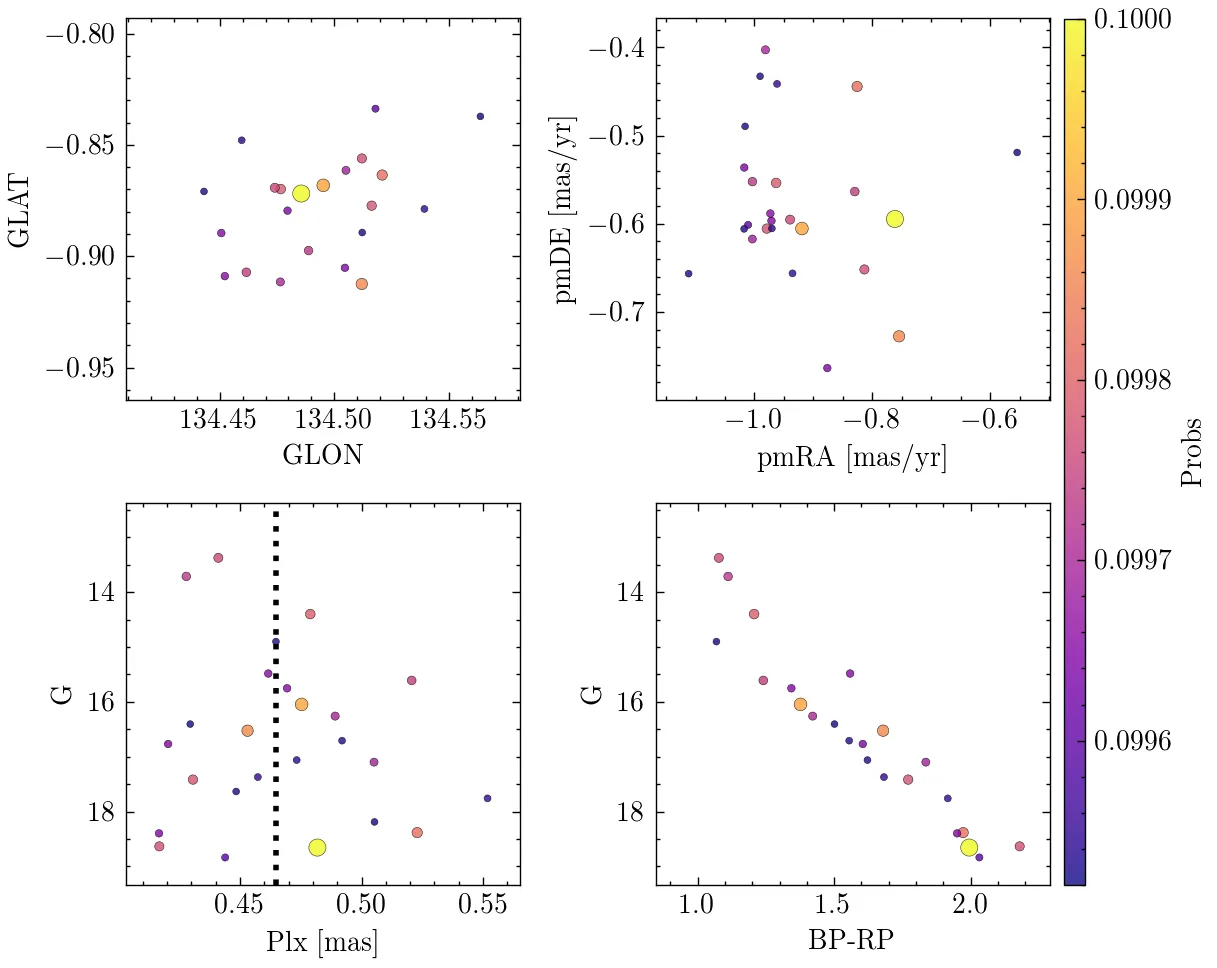 −0.80
−0.85
−0.90
−0.95
GLAT
134.45 134.50 134.55
GLON
−0.4
−0.5
−0.6
−0.7
pmDE [mas/yr]
−1.0 −0.8 −0.6
pmRA [mas/yr]
0.1000
0.0999
0.0998
0.0997
0.0996
Probs
14
16
18
G
0.45 0.50 0.55
Plx [mas]
14
16
18
G
1.0 1.5 2.0
BP-RP